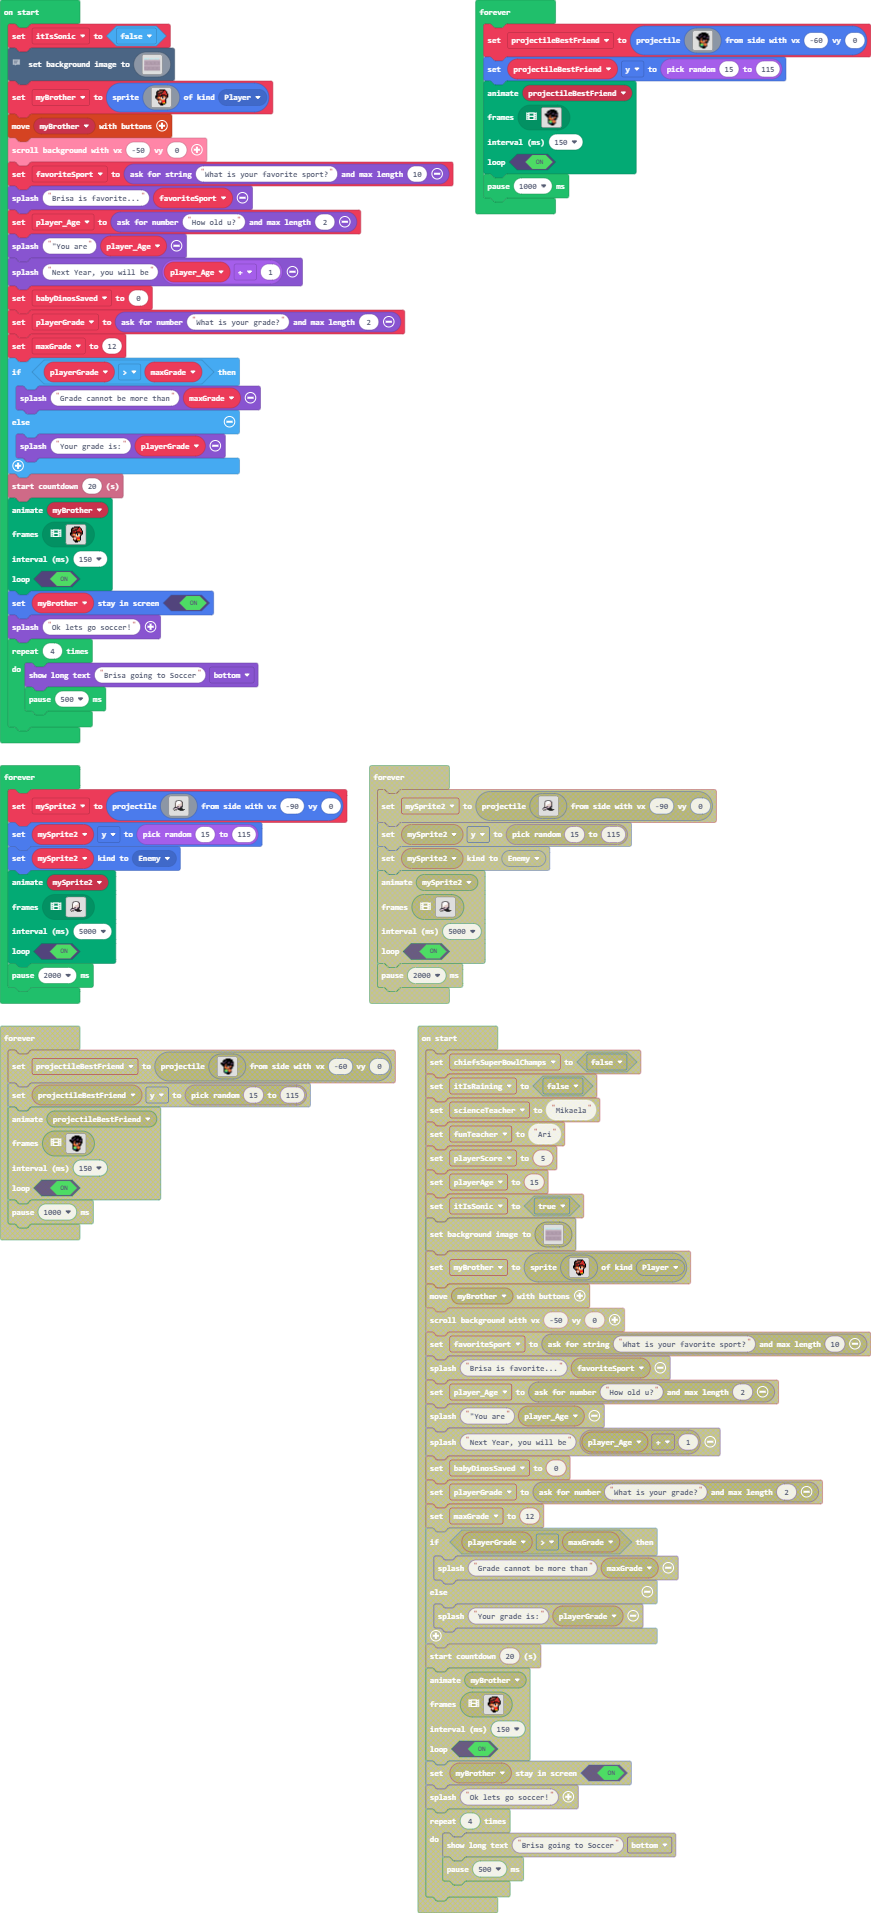 on start
set itIsSonic to false
set background image to
set myBrother to sprite of kind Player
move myBrother with buttons
scroll background with vx -50 vy 0
set favoriteSport to ask for string "What is your favorite sport?" and max length 10
splash "Brisa is favorite..." favoriteSport
set player_Age to ask for number "How old u?" and max length 2
splash ""You are" player_Age
splash "Next Year, you will be" player_Age + 1
set babyDinosSaved to 0
set playerGrade to ask for number "What is your grade?" and max length 2
set maxGrade to 12
if playerGrade > maxGrade then
splash "Grade cannot be more than" maxGrade
else
splash "Your grade is:" playerGrade
start countdown 20 (s)
animate myBrother
frames
interval (ms) 150
loop ON
set myBrother stay in screen ON
splash "Ok lets go soccer!"
repeat 4 times
do show long text "Brisa going to Soccer" bottom
pause 500 ms
forever
set projectileBestFriend to projectile from side with vx -60 vy 0
set projectileBestFriend y to pick random 15 to 115
animate projectileBestFriend
frames
interval (ms) 150
loop ON
pause 1000 ms
forever
set mySprite2 to projectile from side with vx -90 vy 0
set mySprite2 y to pick random 15 to 115
set mySprite2 kind to Enemy
animate mySprite2
frames
interval (ms) 5000
loop ON
pause 2000 ms
forever
set mySprite2 to projectile from side with vx -90 vy 0
set mySprite2 y to pick random 15 to 115
set mySprite2 kind to Enemy
animate mySprite2
frames
interval (ms) 5000
loop ON
pause 2000 ms
forever
set projectileBestFriend to projectile from side with vx -60 vy 0
set projectileBestFriend y to pick random 15 to 115
animate projectileBestFriend
frames
interval (ms) 150
loop ON
pause 1000 ms
on start
set chiefsSuperBowlChamps to false
set itIsRaining to false
set scienceTeacher to "Mikaela"
set funTeacher to "Ari"
set playerScore to 5
set playerAge to 15
set itIsSonic to true
set background image to
set myBrother to sprite of kind Player
move myBrother with buttons
scroll background with vx -50 vy 0
set favoriteSport to ask for string "What is your favorite sport?" and max length 10
splash "Brisa is favorite..." favoriteSport
set player_Age to ask for number "How old u?" and max length 2
splash ""You are" player_Age
splash "Next Year, you will be" player_Age + 1
set babyDinosSaved to 0
set playerGrade to ask for number "What is your grade?" and max length 2
set maxGrade to 12
if playerGrade > maxGrade then
splash "Grade cannot be more than" maxGrade
else
splash "Your grade is:" playerGrade
start countdown 20 (s)
animate myBrother
frames
interval (ms) 150
loop ON
set myBrother stay in screen ON
splash "Ok lets go soccer!"
repeat 4 times
do show long text "Brisa going to Soccer" bottom
pause 500 ms